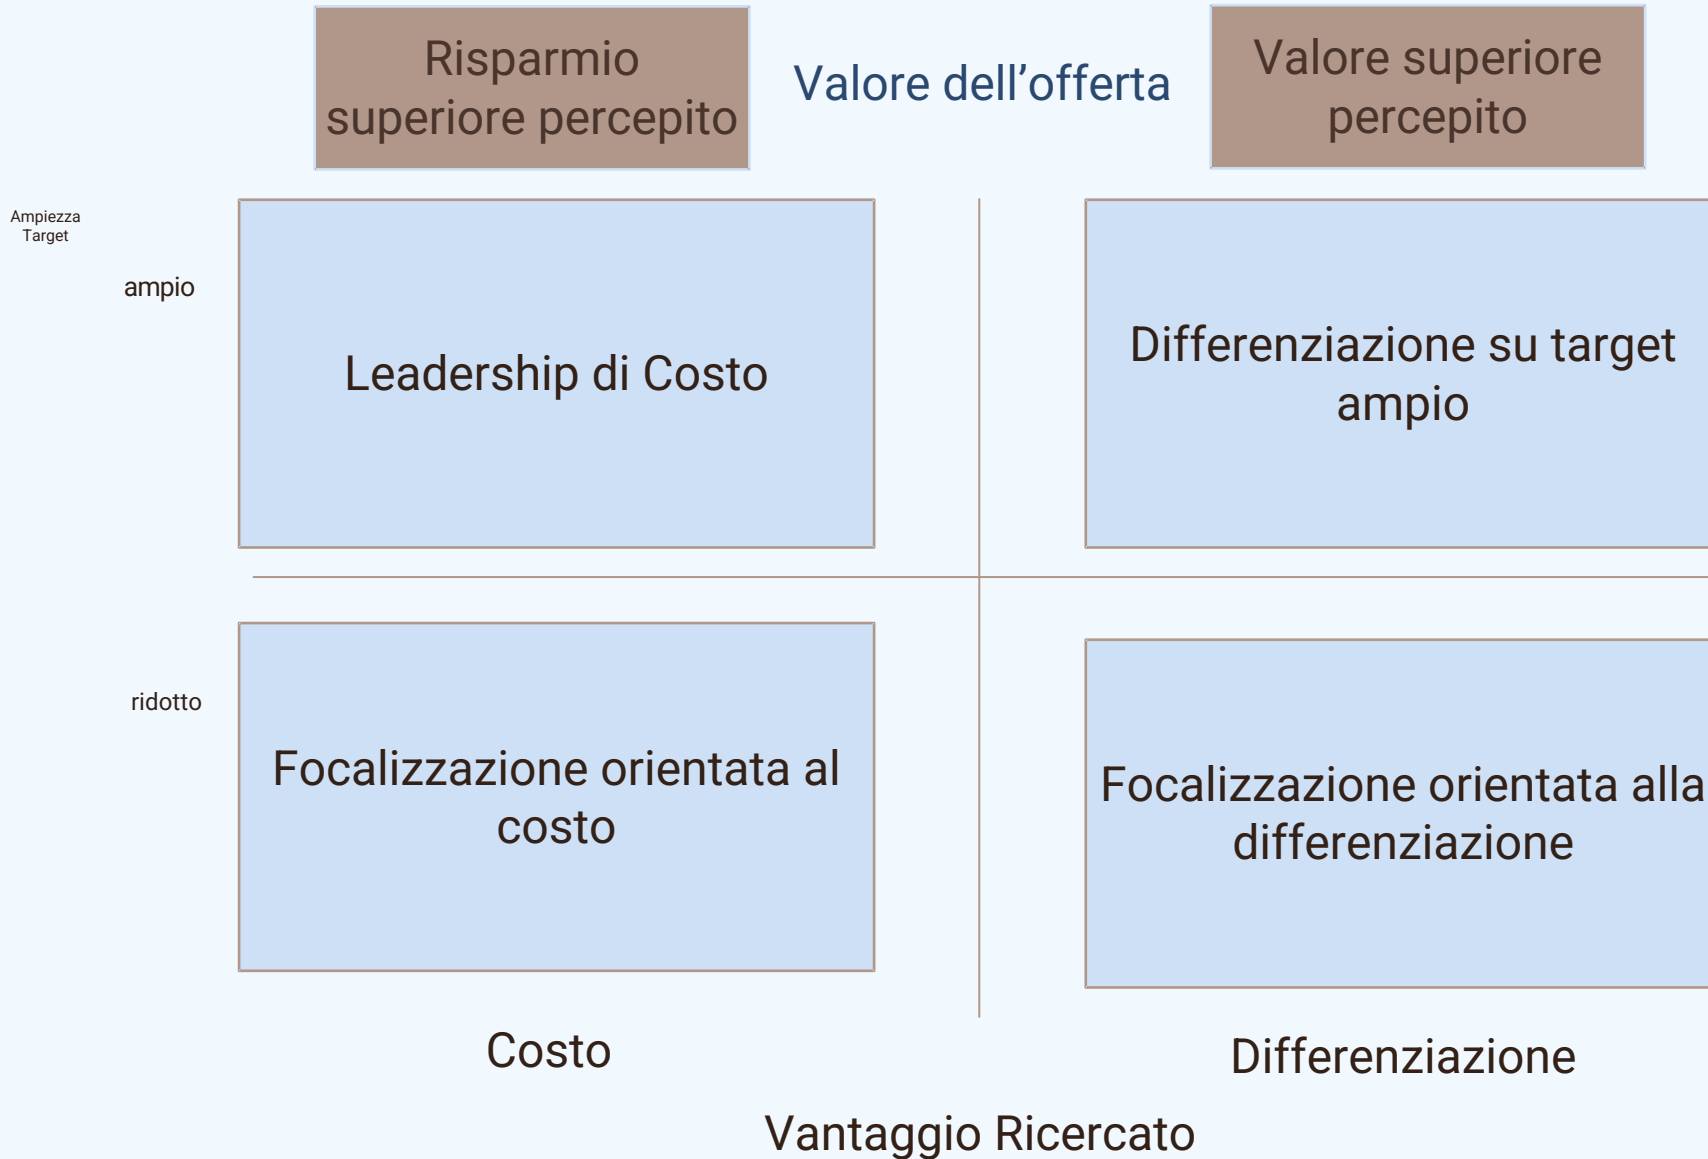 Risparmio
superiore percepito
Valore dell’offerta
Valore superiore
percepito
Ampiezza
Target
ampio
Leadership di Costo
Differenziazione su target
ampio
ridotto
Focalizzazione orientata al
costo
Focalizzazione orientata alla
differenziazione
Costo
Differenziazione
Vantaggio Ricercato